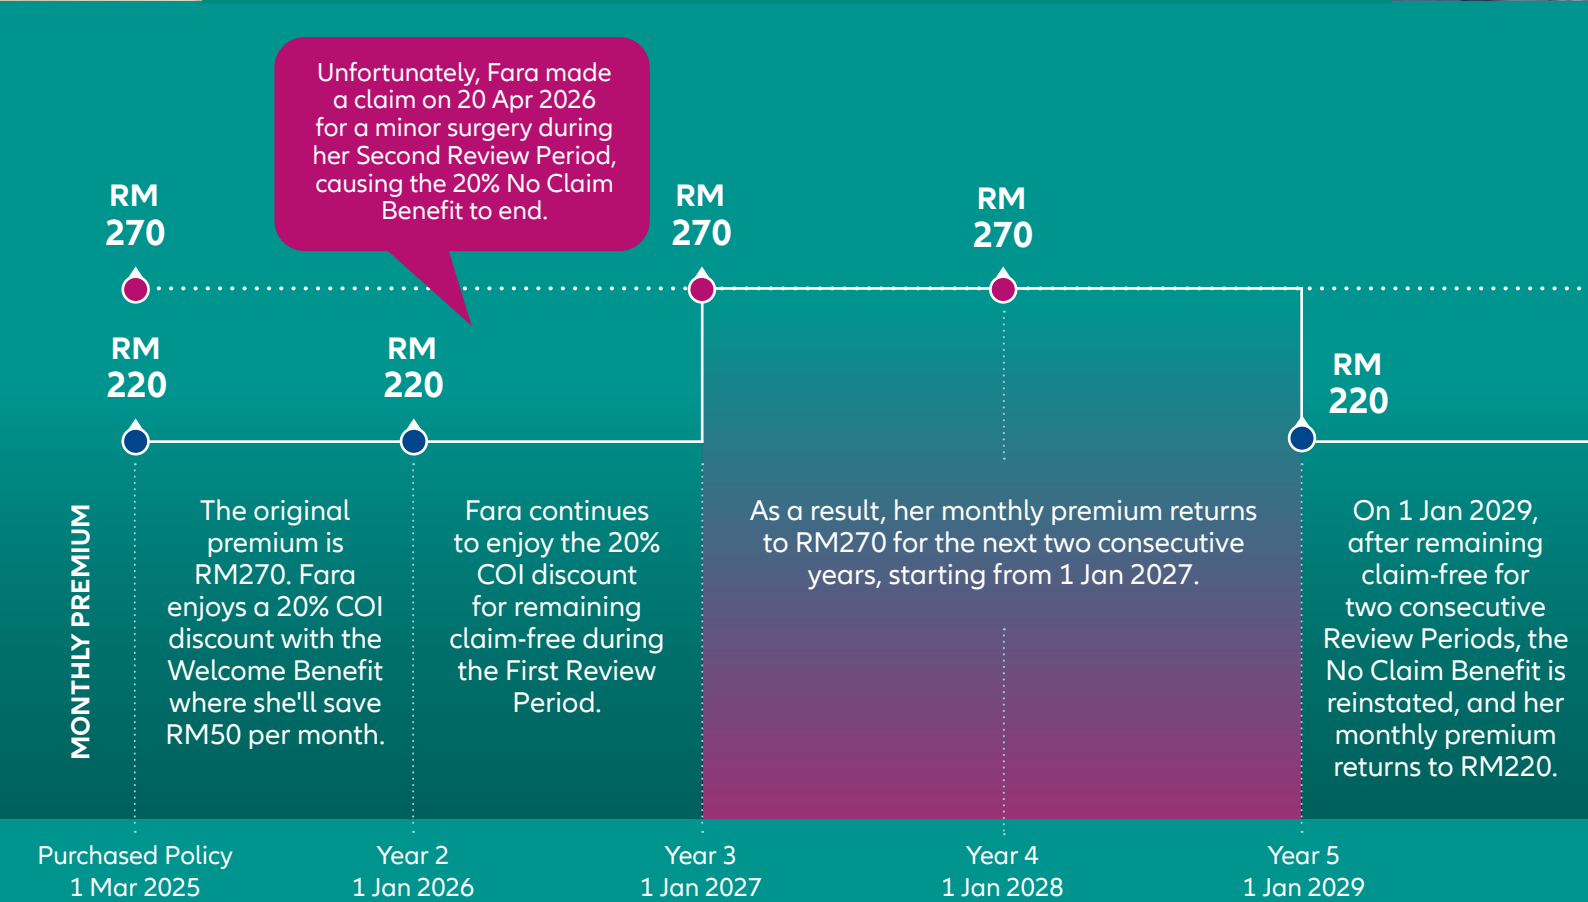 Unfortunately, Fara made
a claim on 20 Apr 2026
for a minor surgery during
her Second Review Period,
causing the 20% No Claim
Benefit to end.
RM
270
RM
270
RM
270
RM
220
RM
220
RM
220
MONTHLY PREMIUM
The original
premium is
RM270. Fara
enjoys a 20% COI
discount with the
Welcome Benefit
where she'll save
RM50 per month.
Fara continues
to enjoy the 20%
COI discount
for remaining
claim-free during
the First Review
Period.
As a result, her monthly premium returns
to RM270 for the next two consecutive
years, starting from 1 Jan 2027.
On 1 Jan 2029,
after remaining
claim-free for
two consecutive
Review Periods, the
No Claim Benefit is
reinstated, and her
monthly premium
returns to RM220.
Purchased Policy
1 Mar 2025
Year 2
1 Jan 2026
Year 3
1 Jan 2027
Year 4
1 Jan 2028
Year 5
1 Jan 2029